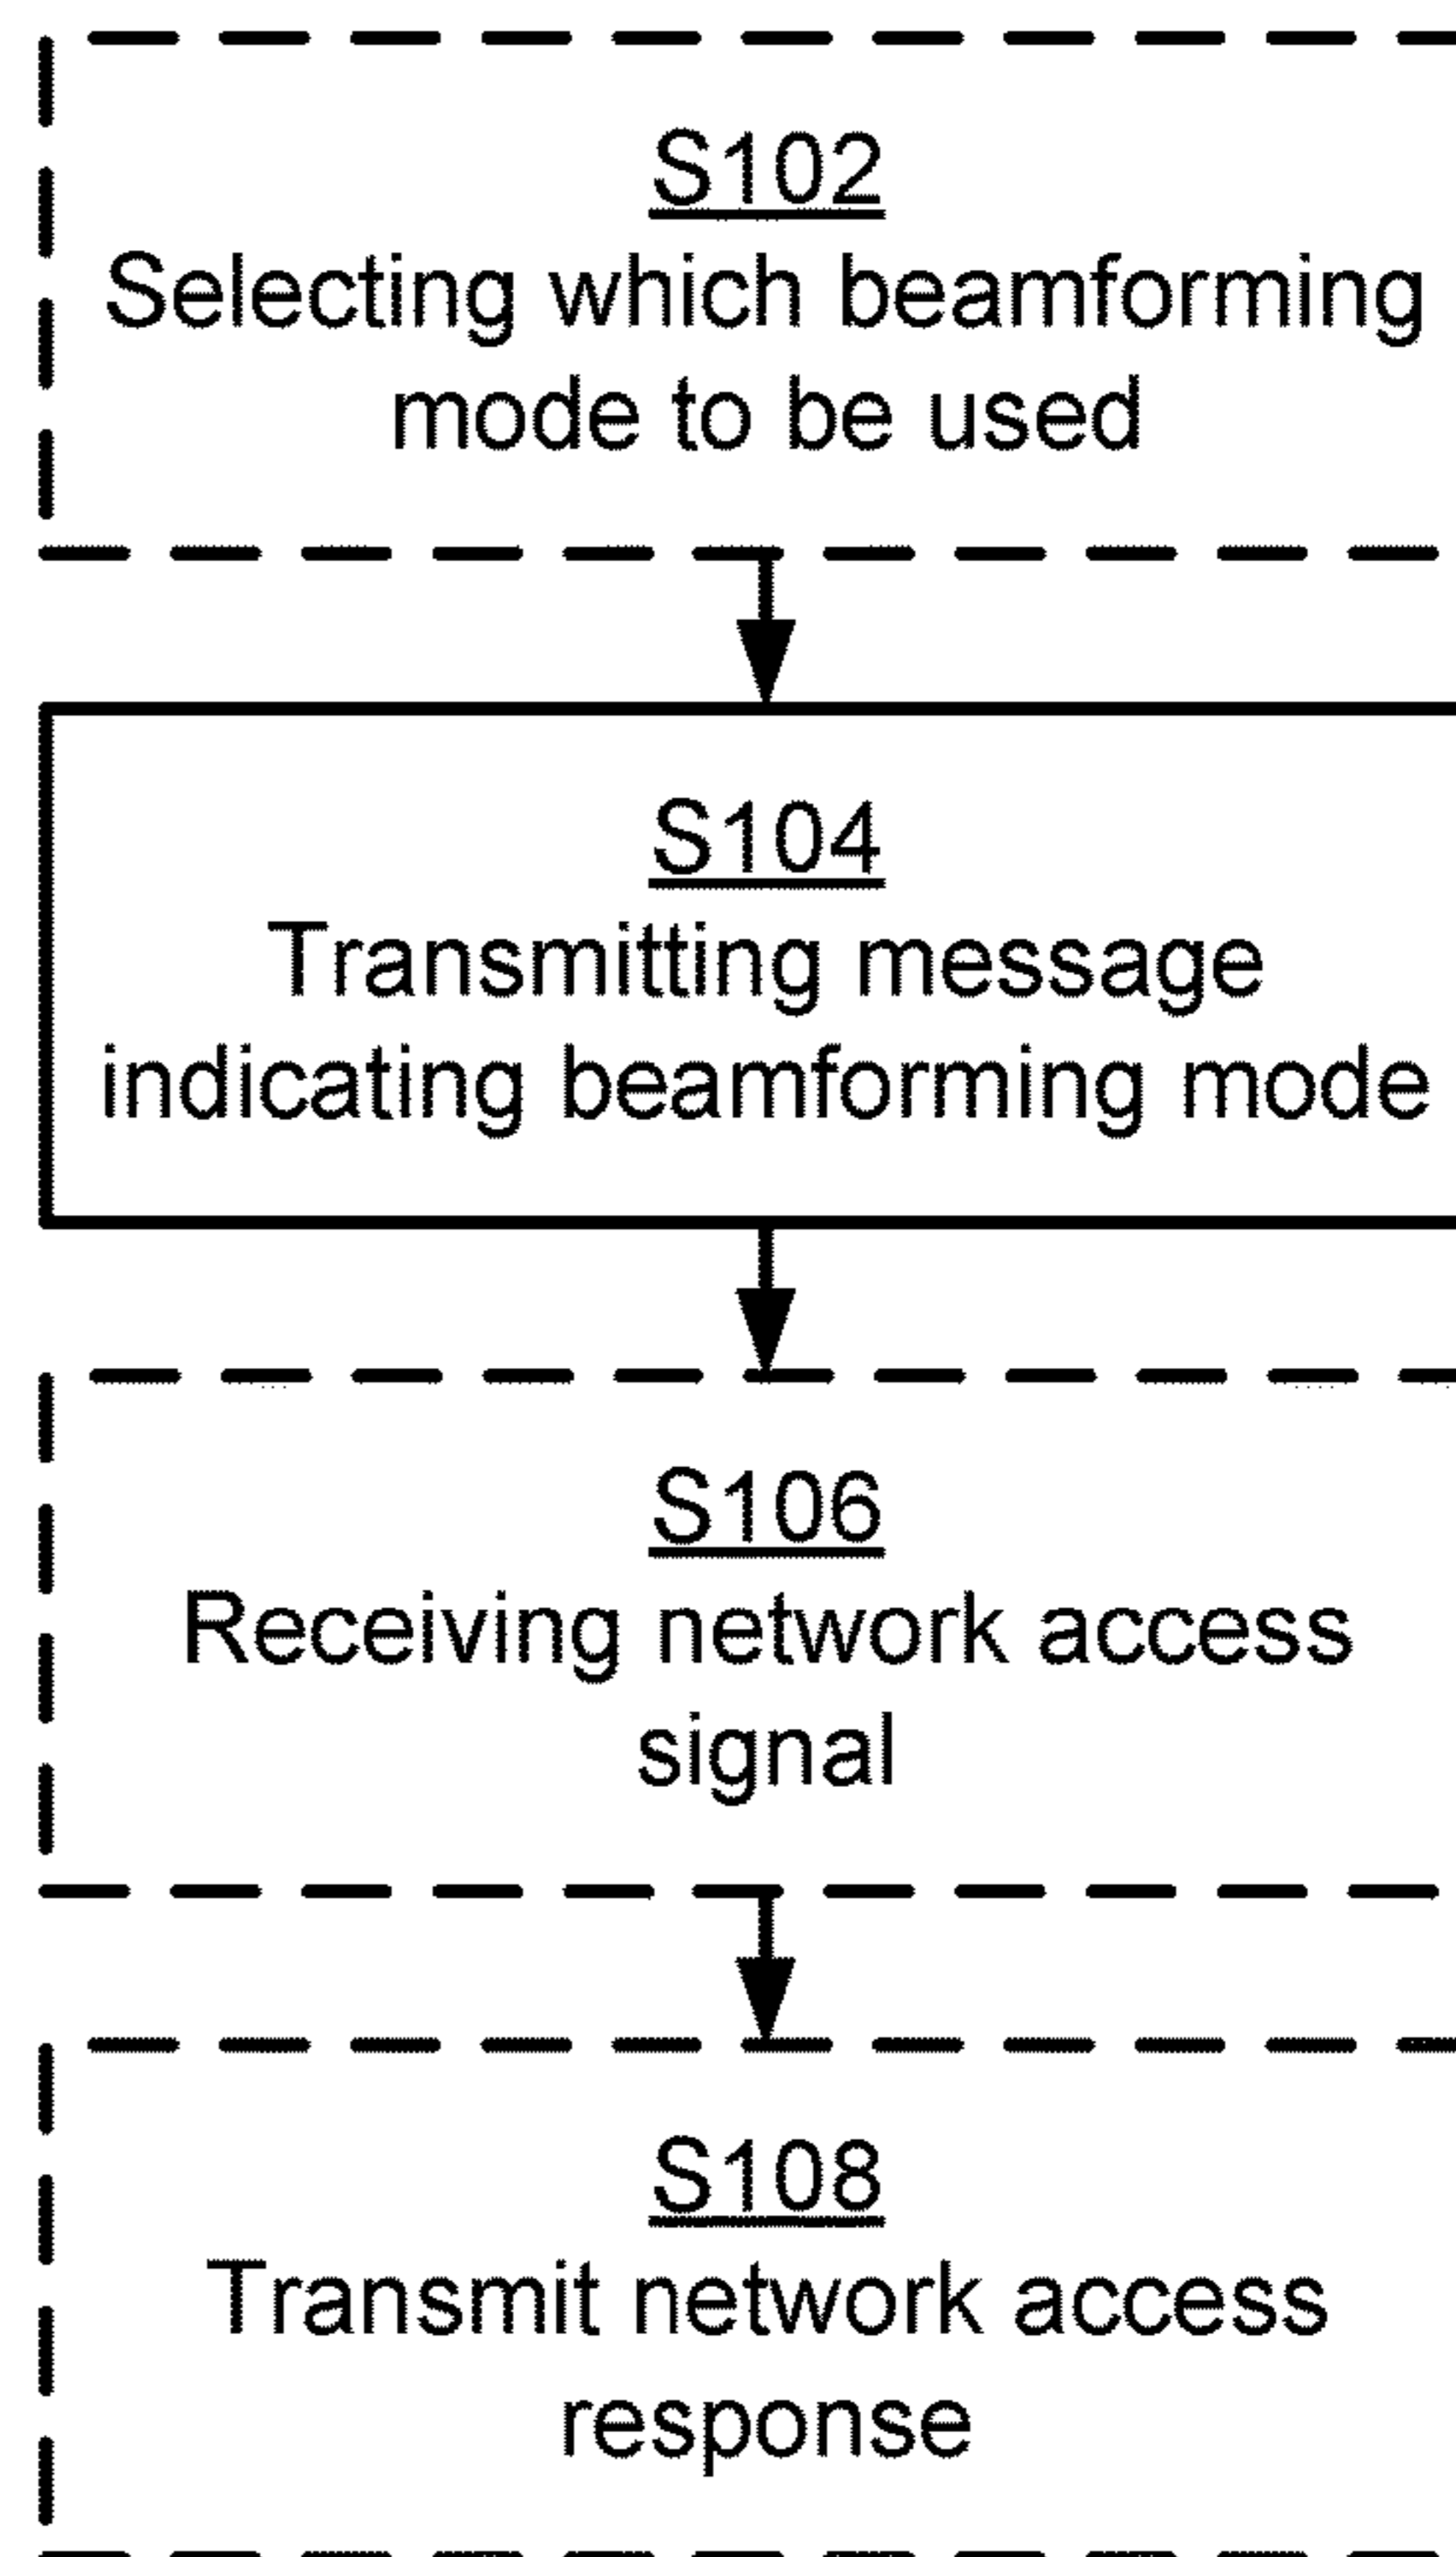 S102
Selecting which beamforming
mode to be used
S104
Transmitting message
indicating beamforming mode
S106
Receiving network access
signal
S108
Transmit network access
response